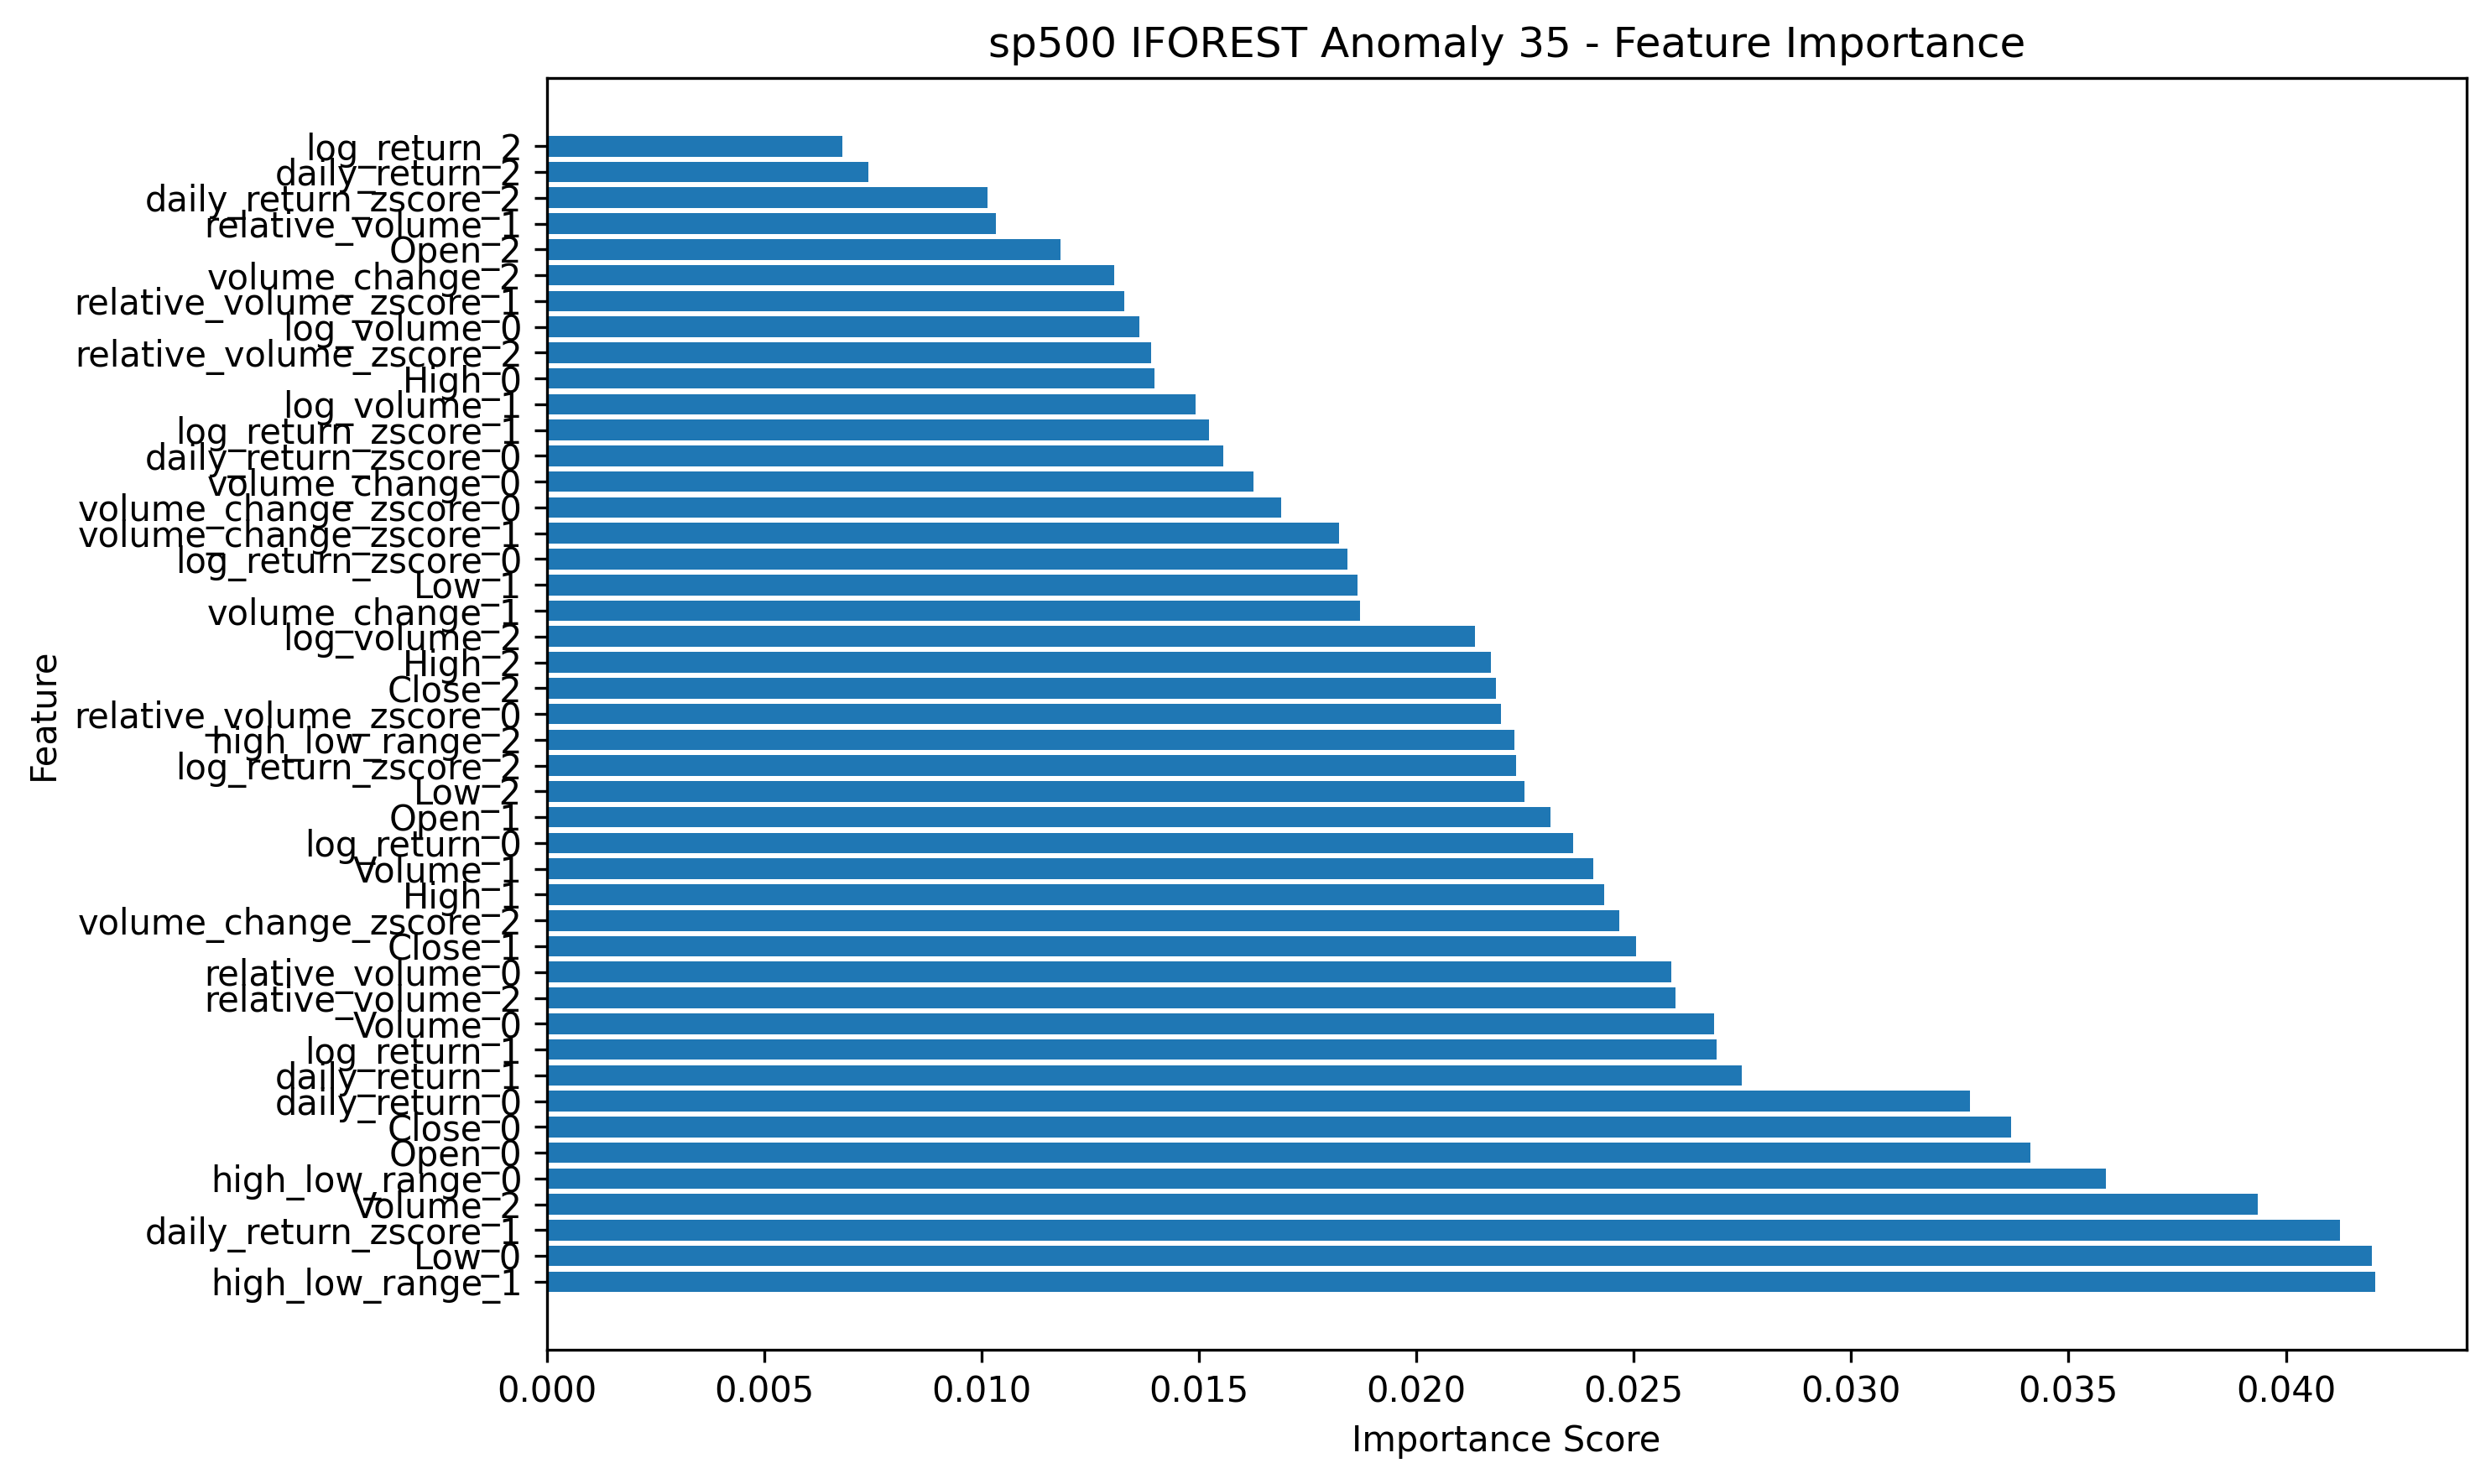 sp500 IFOREST Anomaly 35 - Feature Importance
log_return_2
daily_return_2
daily_return_zscore_2
relative_volume_1
Open_2
volume_change_2
relative_volume_zscore_1
log_volume_0
relative_volume_zscore_2
High_0
log_volume_1
log_return_zscore_1
daily_return_zscore_0
volume_change_0
volume_change_zscore_0
volume_change_zscore_1
log_return_zscore_0
Low_1
volume_change_1
log_volume_2
High_2
Close_2
relative_volume_zscore_0
high_low_range_2
log_return_zscore_2
Low_2
Open_1
log_return_0
Volume_1
High_1
volume_change_zscore_2
Close_1
relative_volume_0
relative_volume_2
Volume_0
log_return_1
daily_return_1
daily_return_0
Close_0
Open_0
high_low_range_0
Volume_2
daily_return_zscore_1
Low_0
high_low_range_1
Feature
0.000 0.005 0.010 0.015 0.020 0.025 0.030 0.035 0.040
Importance Score